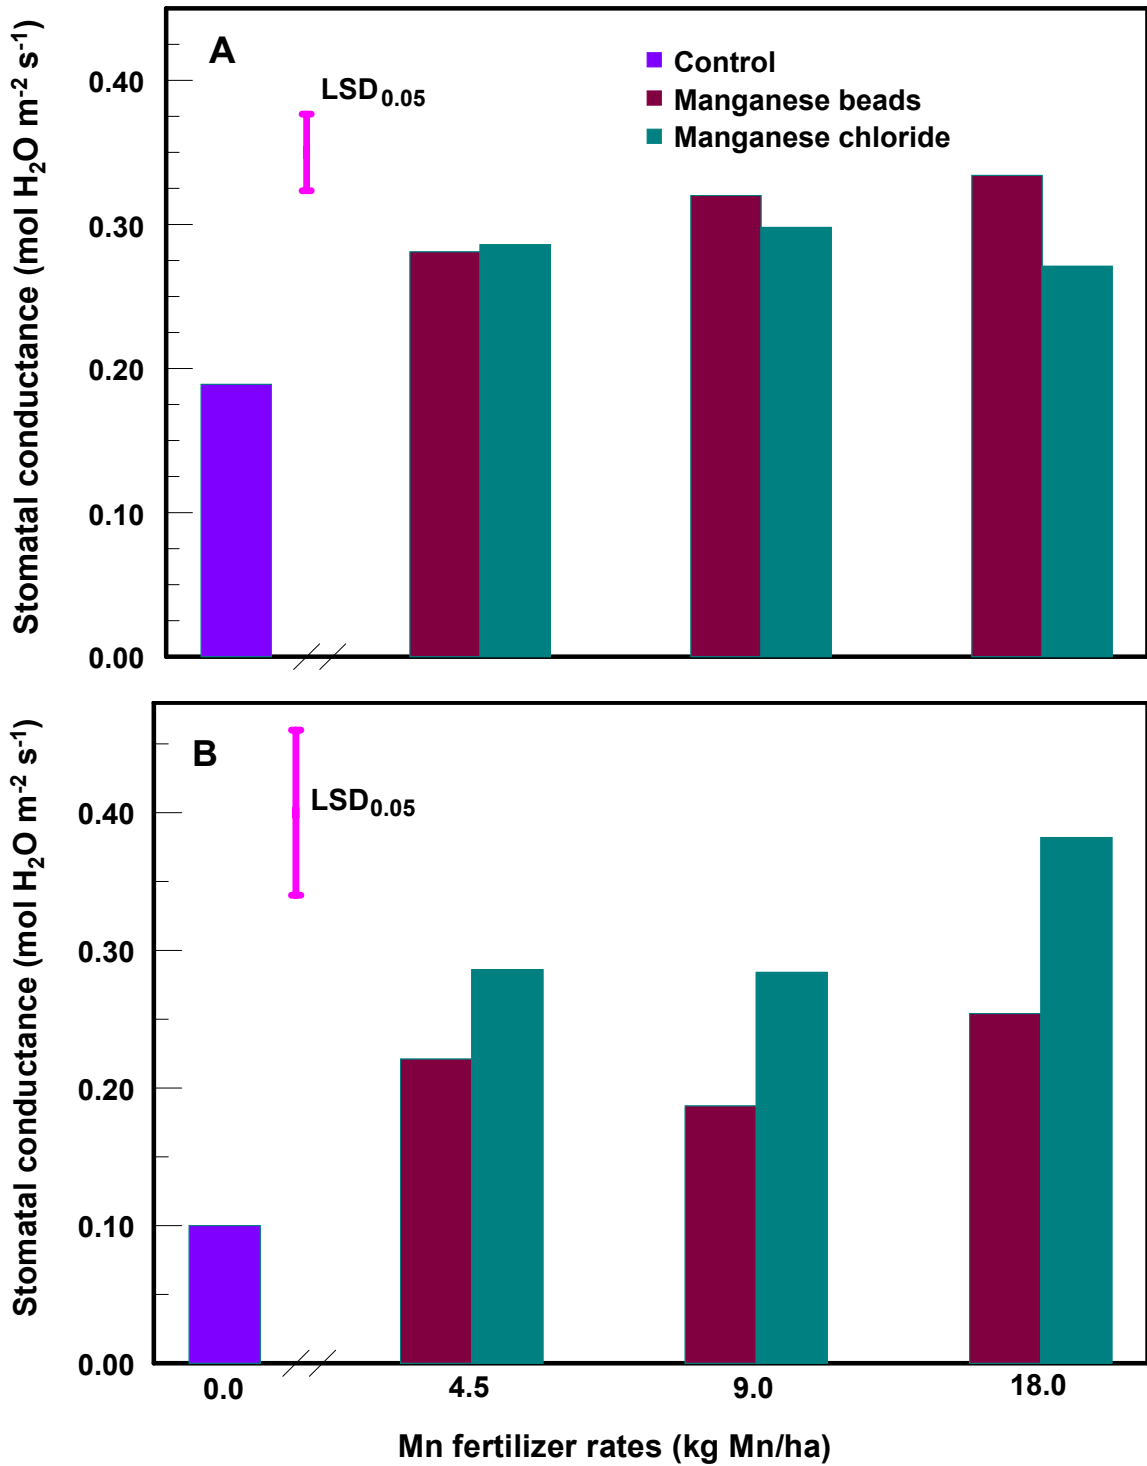 A
LSD0.05
Control
Manganese beads
Manganese chloride
0.40
0.30
0.20
0.10
0.00
Stomatal conductance (mol H2O m-2 s-1)
B
LSD0.05
0.40
0.30
0.20
0.10
0.00
Stomatal conductance (mol H2O m-2 s-1)
0.0 4.5 9.0 18.0
Mn fertilizer rates (kg Mn/ha)